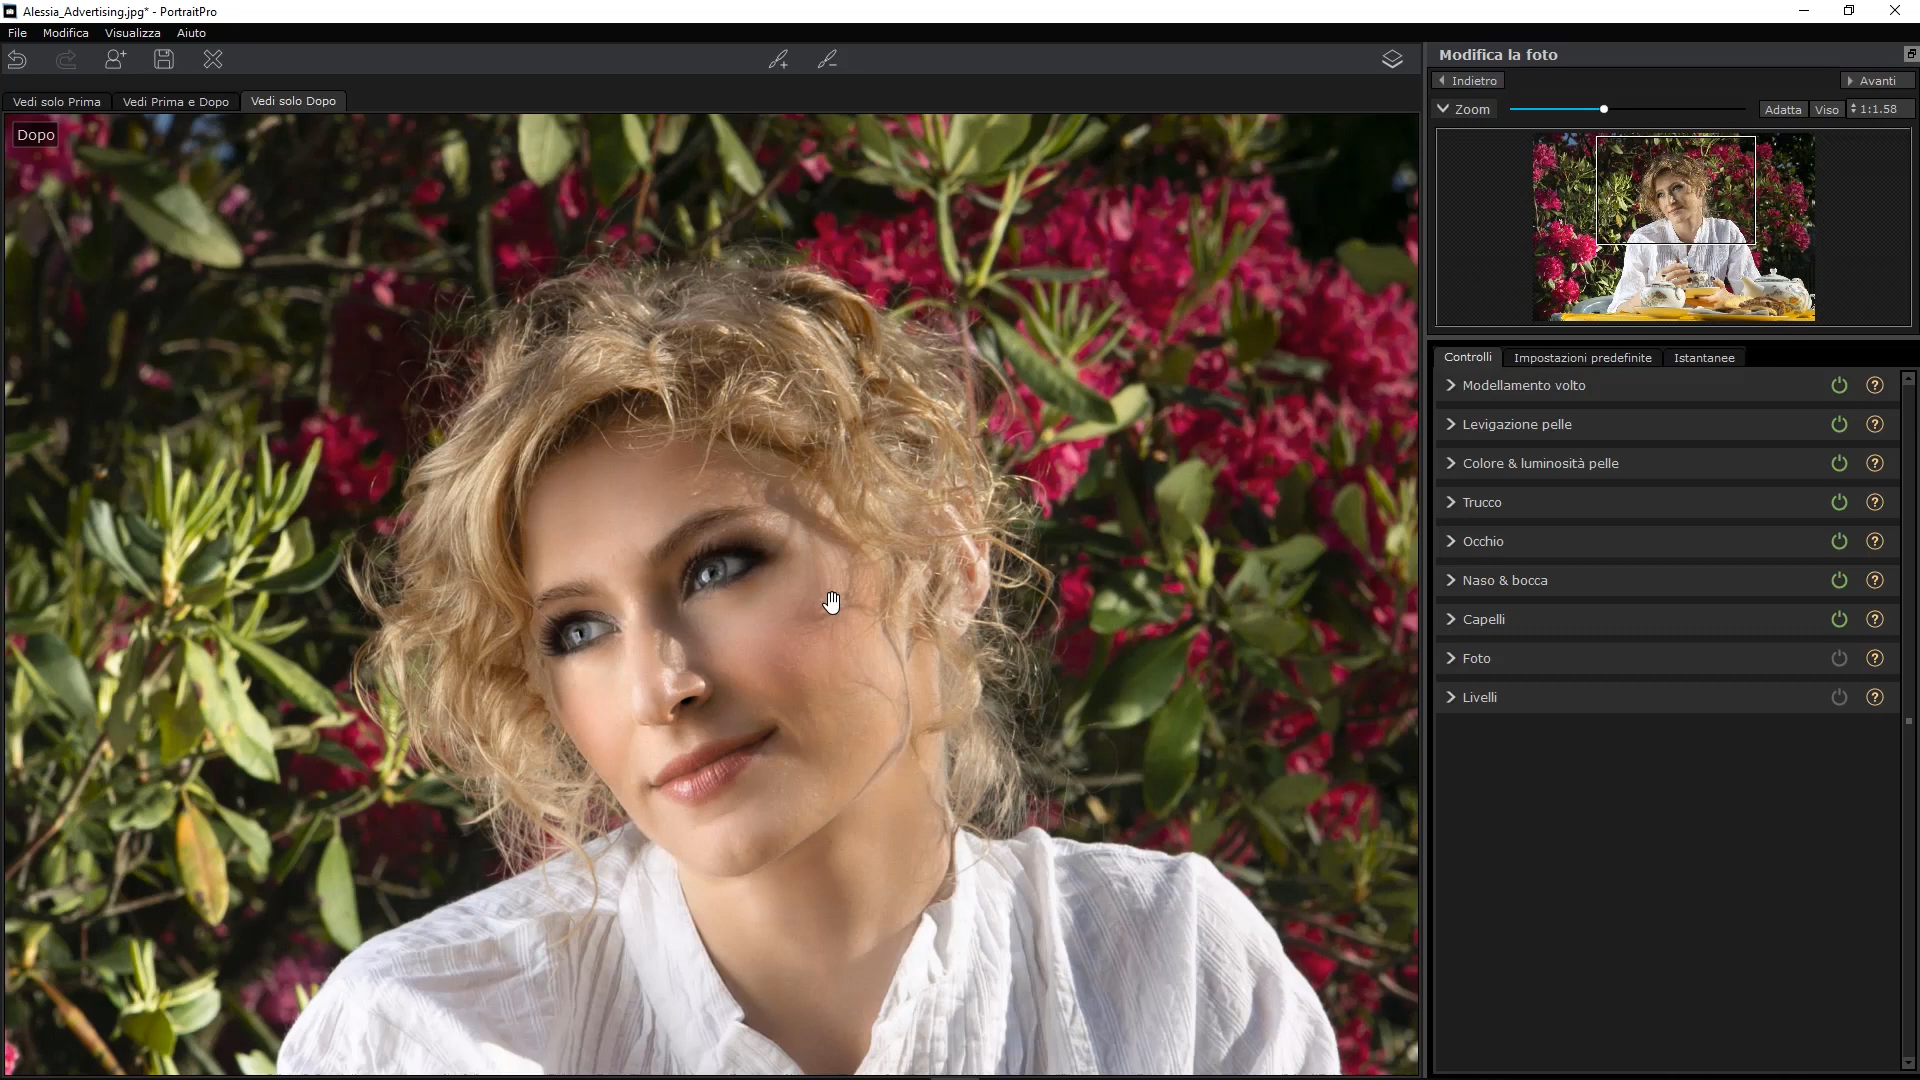 Alessia_Advertising.jpg* - PortraitPro
File Modifica Visualizza Aiuto
Vedi solo Prima Vedi Prima e Dopo Vedi solo Dopo
Dopo
Modifica la foto
Indietro Avanti
Zoom Adatta Viso 1:1.58
Controlli Impostazioni predefinite Istantanee
Modellamento volto ?
Levigazione pelle ?
Colore & luminosità pelle ?
Trucco ?
Occhio ?
Naso & bocca ?
Capelli ?
Foto ?
Livelli ?